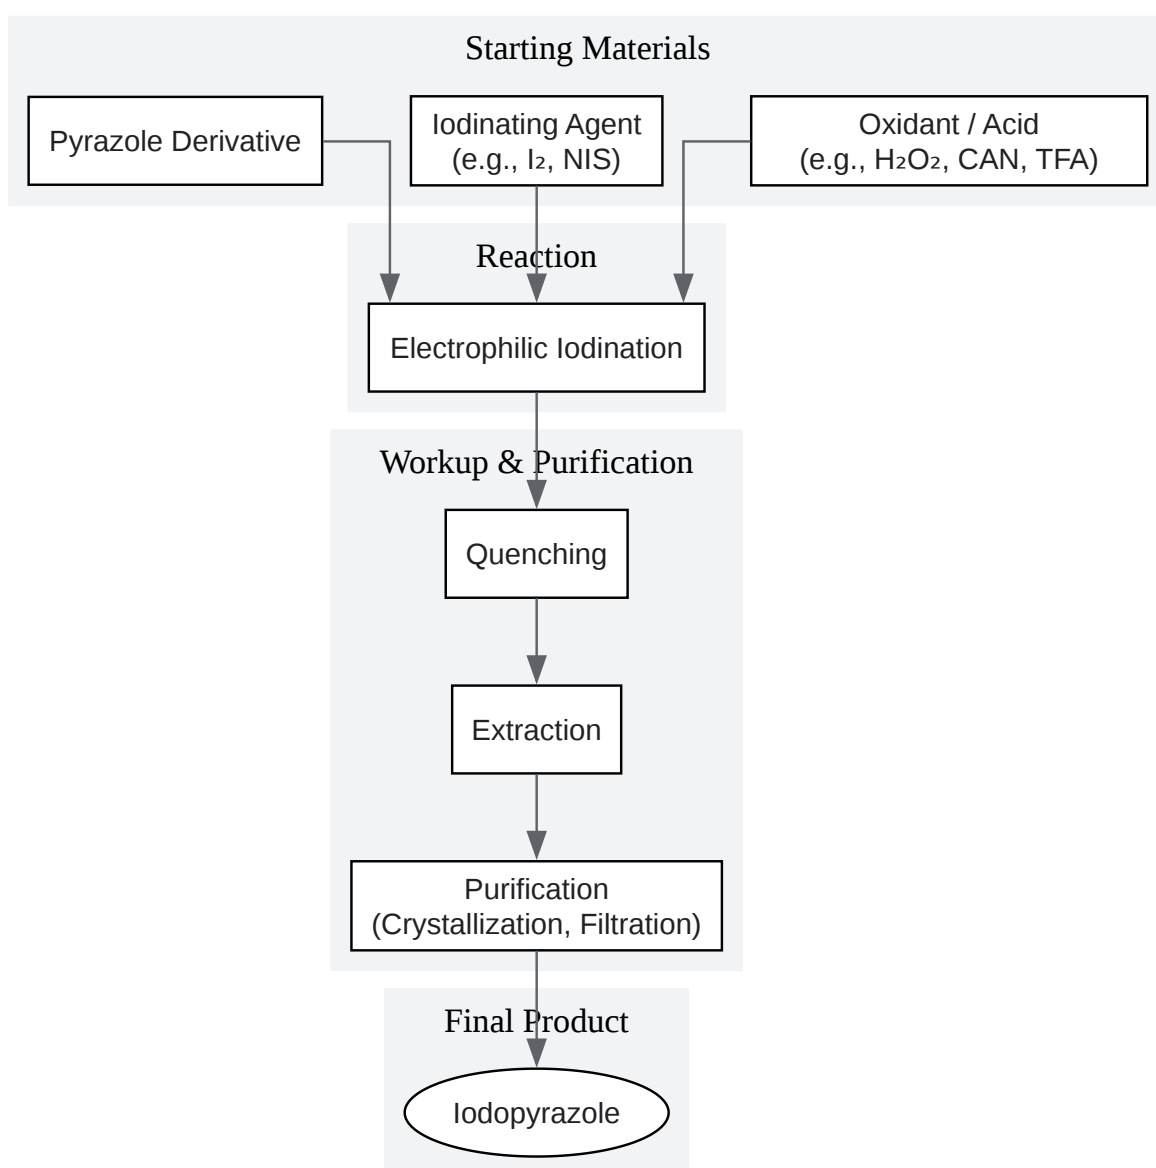 Starting Materials
Pyrazole Derivative
Iodinating Agent
(e.g., I₂, NIS)
Oxidant / Acid
(e.g., H₂O₂, CAN, TFA)
Reaction
Electrophilic Iodination
Workup & Purification
Quenching
Extraction
Purification
(Crystallization, Filtration)
Final Product
Iodopyrazole